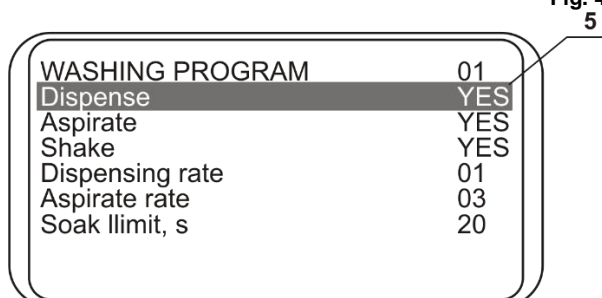 Fig. 4
5
WASHING PROGRAM 01
Dispense YES
Aspirate YES
Shake YES
Dispensing rate 01
Aspirate rate 03
Soak llimit, s 20